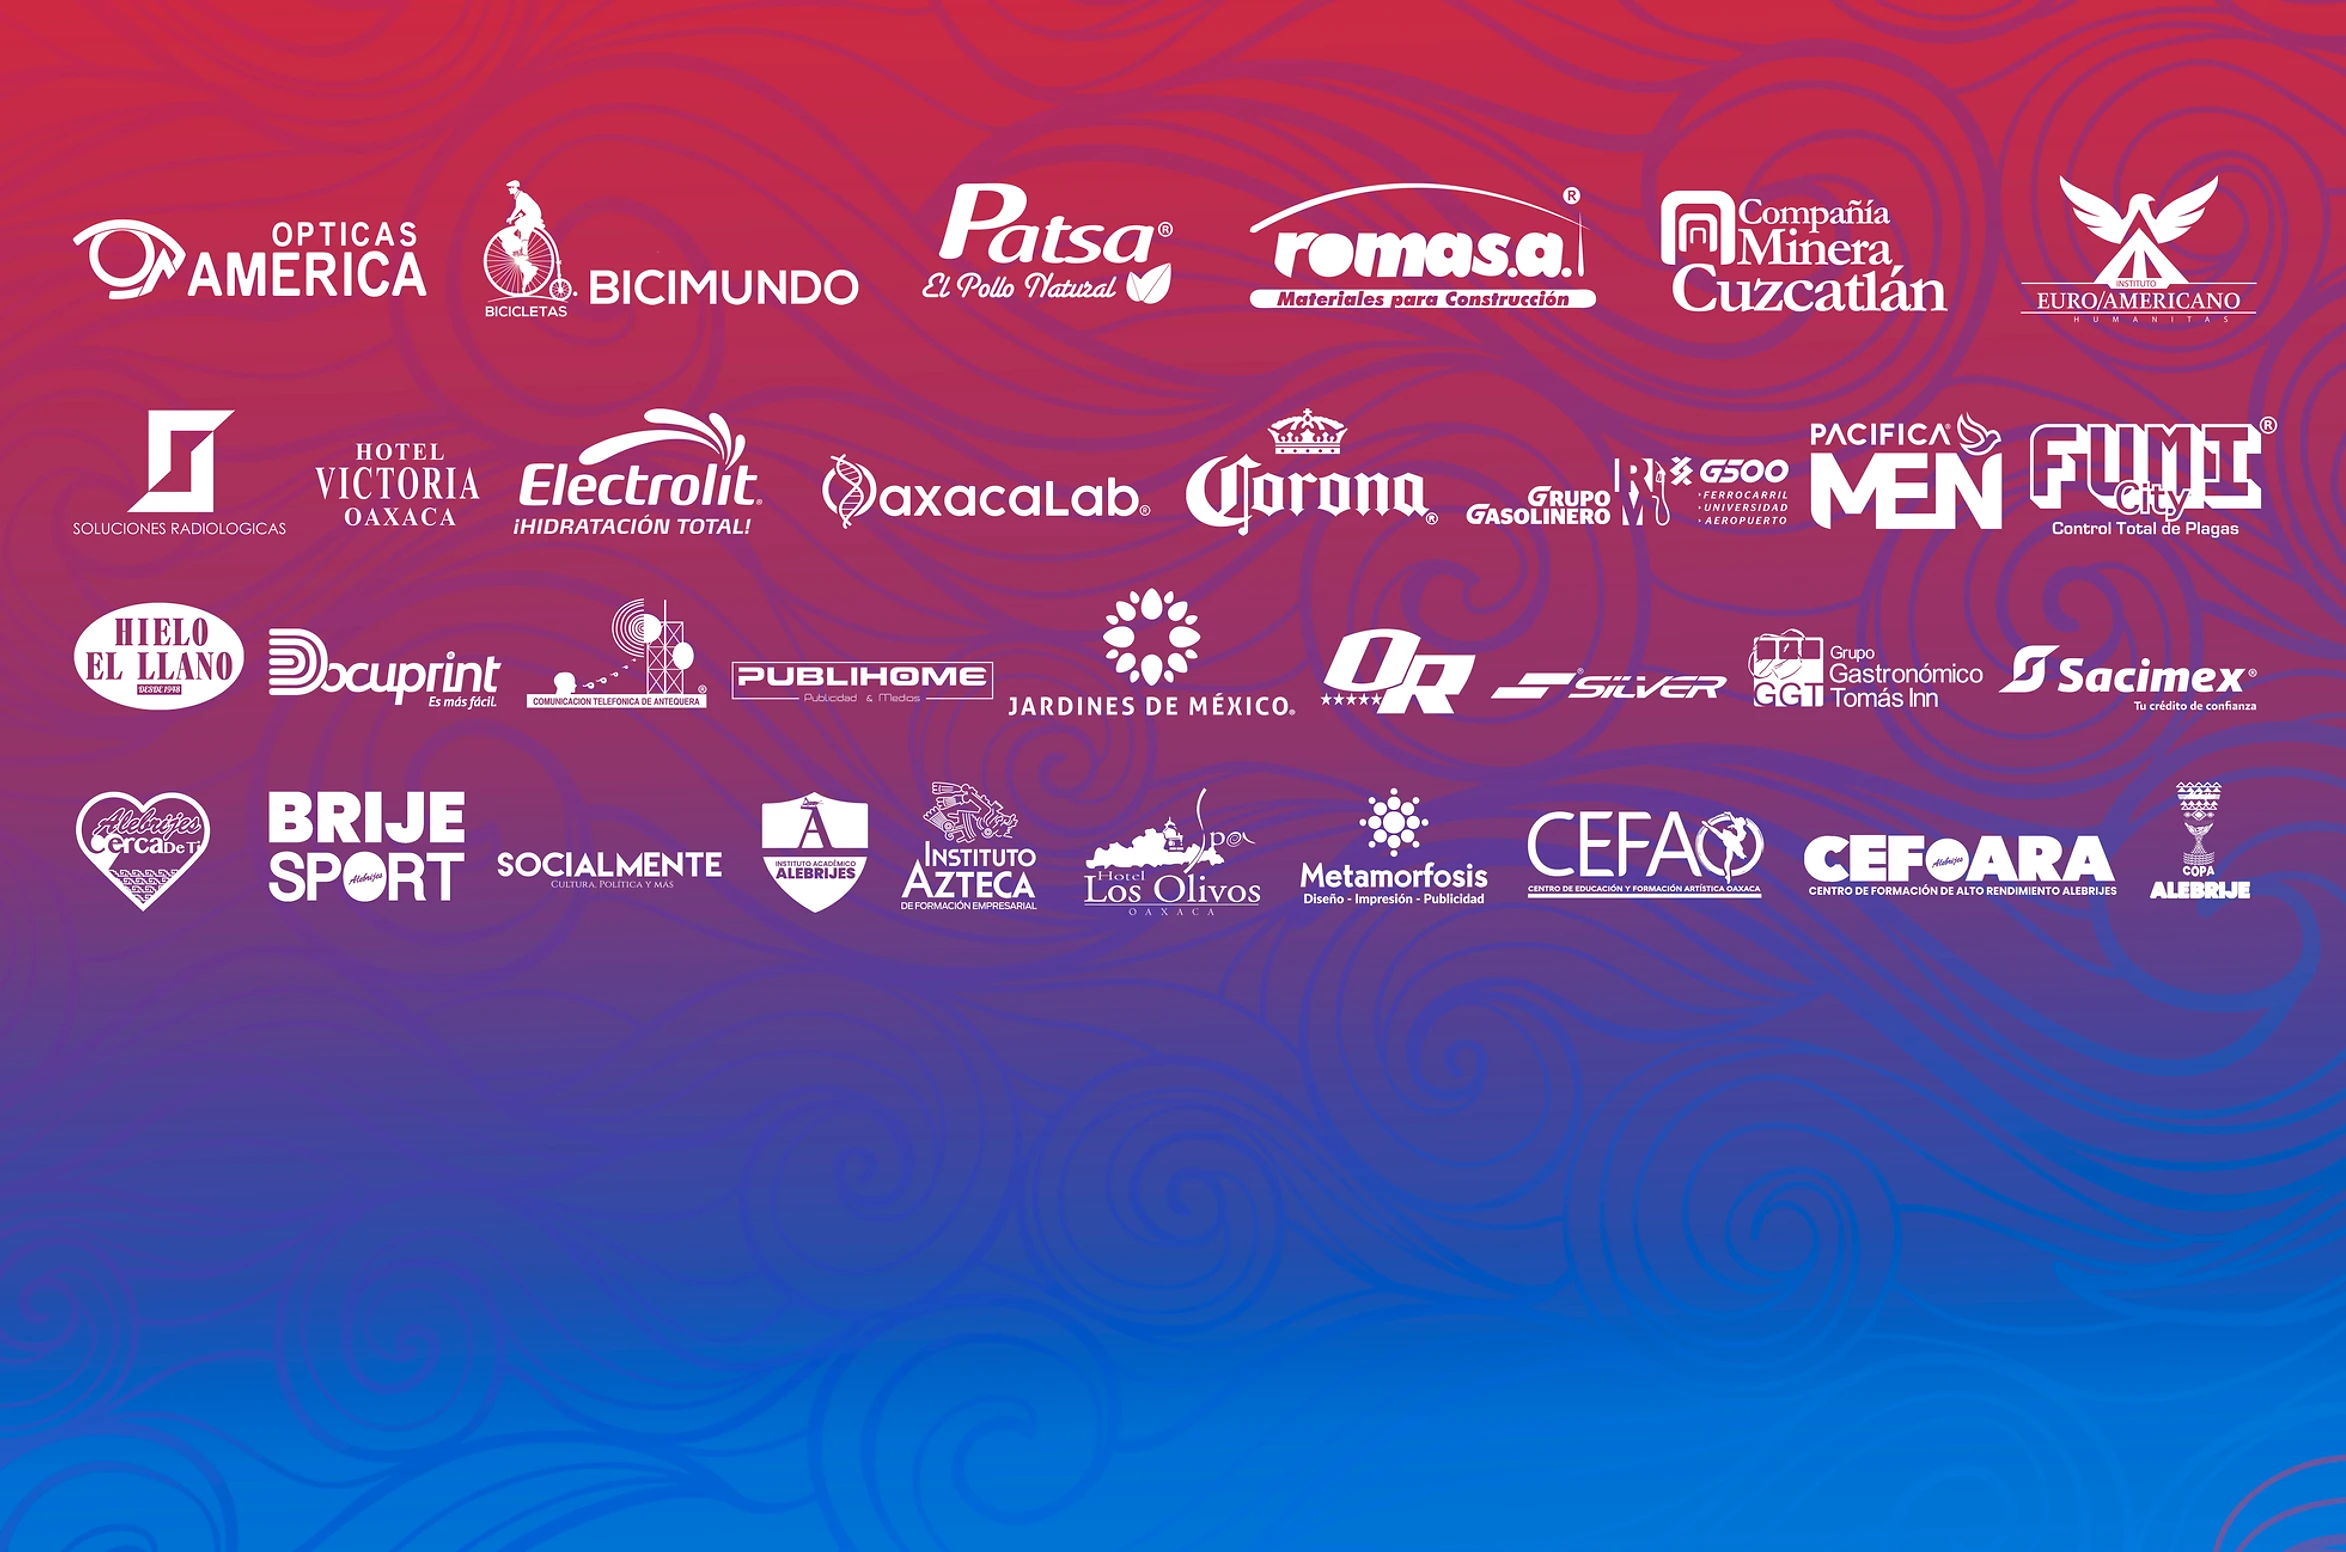 OPTICAS
AMERICA
BICICLETAS
BICIMUNDO
Patsa®
El Pollo Natural
romas.a.®
Materiales para Construcción
Compañía
Minera
Cuzcatlán
INSTITUTO
EURO/AMERICANO
HUMANITAS
SOLUCIONES RADIOLOGICAS
HOTEL
VICTORIA
OAXACA
Electrolit®
¡HIDRATACIÓN TOTAL!
OaxacaLab®
Corona®
GRUPO
GASOLINERO
RM
G500
FERROCARRIL
UNIVERSIDAD
AEROPUERTO
PACIFICA®
MEN
FUMI®
City
Control Total de Plagas
HIELO
EL LLANO
DESDE 1948
Docuprint
Es más fácil.
COMUNICACION TELEFONICA DE ANTEQUERA®
PUBLIHOME
Publicidad & Medios
JARDINES DE MÉXICO®
OR
SILVER
GGTI
Grupo
Gastronómico
Tomás Inn
Sacimex®
Tu crédito de confianza
Alebrijes
Cerca De Ti
BRIJE
SPORT
Alebrijes
SOCIALMENTE
CULTURA, POLÍTICA Y MÁS
A
INSTITUTO ACADÉMICO
ALEBRIJES
INSTITUTO
AZTECA
DE FORMACIÓN EMPRESARIAL
Spa
Hotel
Los Olivos
OAXACA
Metamorfosis
Diseño - Impresión - Publicidad
CEFAO
CENTRO DE EDUCACIÓN Y FORMACIÓN ARTÍSTICA OAXACA
CEFOARA
Alebrijes
CENTRO DE FORMACIÓN DE ALTO RENDIMIENTO ALEBRIJES
COPA
ALEBRIJE